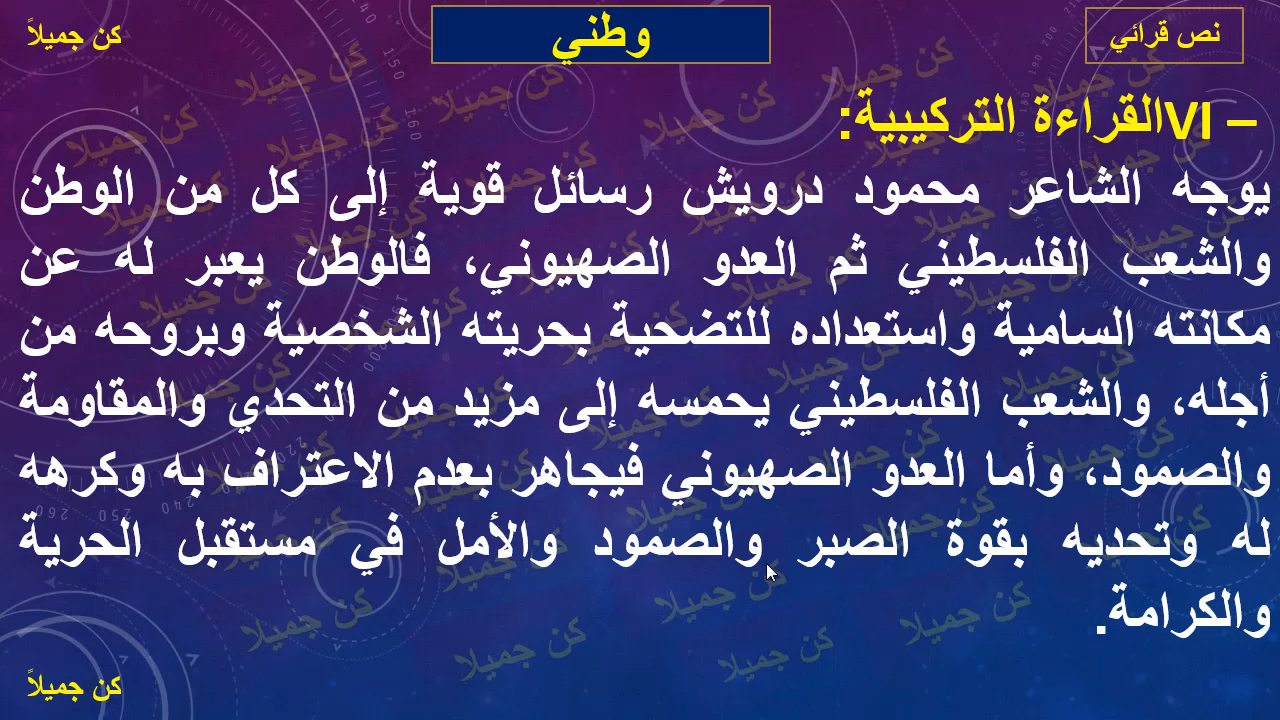 نص قرائي
وطني
كن جميلاً
VI – القراءة التركيبية:
يوجه الشاعر محمود درويش رسائل قوية إلى كل من الوطن
والشعب الفلسطيني ثم العدو الصهيوني، فالوطن يعبر له عن
مكانته السامية واستعداده للتضحية بحريته الشخصية وبروحه من
أجله، والشعب الفلسطيني يحمسه إلى مزيد من التحدي والمقاومة
والصمود، وأما العدو الصهيوني فيجاهر بعدم الاعتراف به وكرهه
له وتحديه بقوة الصبر والصمود والأمل في مستقبل الحرية
والكرامة.
كن جميلاً